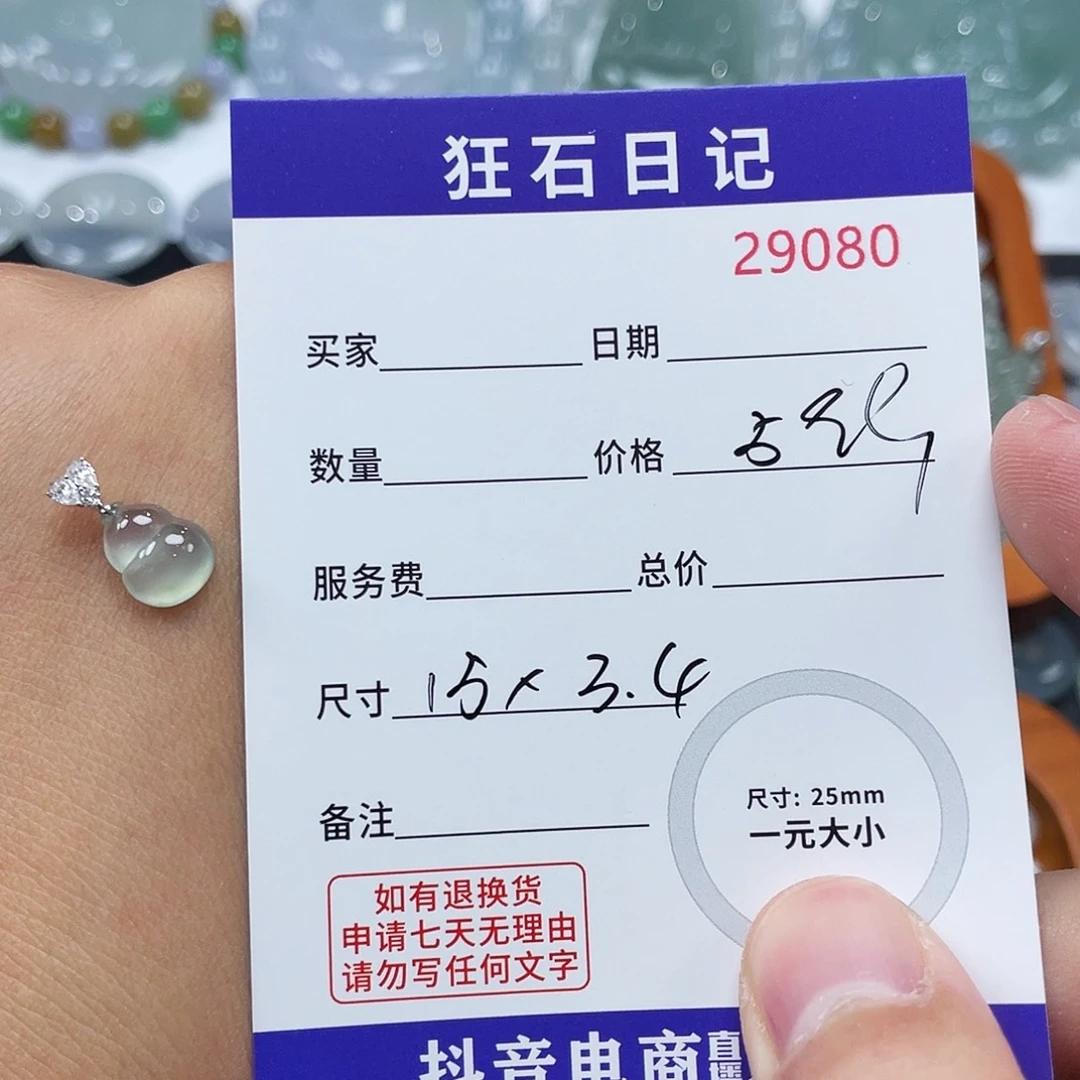 狂石日记
29080
买家 日期
数量 价格
服务费 总价
尺寸 15×3.4
尺寸: 25mm
一元大小
备注
如有退换货
申请七天无理由
请勿写任何文字
抖音电商直播